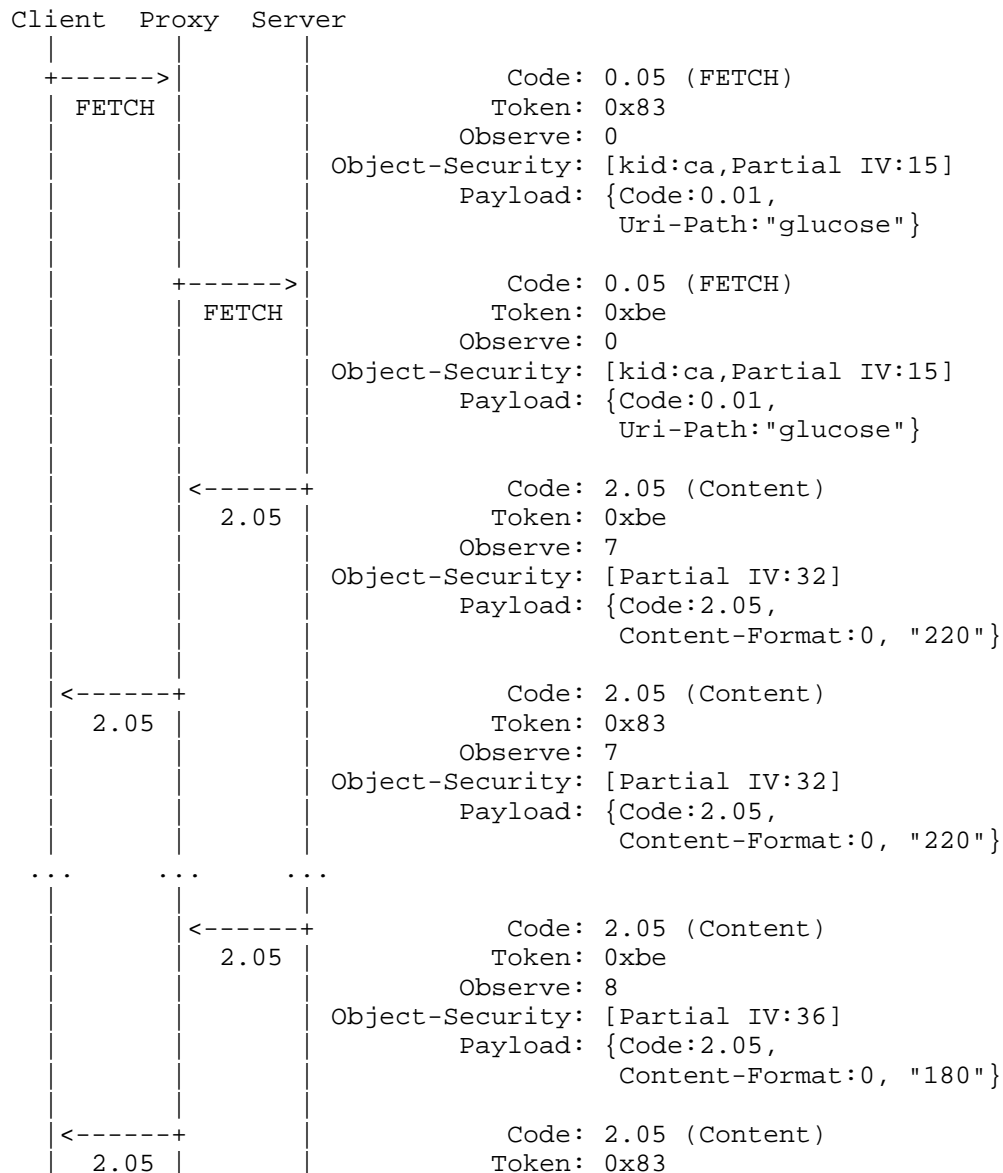 Client  Proxy  Server
  |       |       |
  +------>|       |            Code: 0.05 (FETCH)
  | FETCH |       |           Token: 0x83
  |       |       |         Observe: 0
  |       |       | Object-Security: [kid:ca,Partial IV:15]
  |       |       |         Payload: {Code:0.01,
  |       |       |                   Uri-Path:"glucose"}
  |       |       |
  |       +------>|            Code: 0.05 (FETCH)
  |       | FETCH |           Token: 0xbe
  |       |       |         Observe: 0
  |       |       | Object-Security: [kid:ca,Partial IV:15]
  |       |       |         Payload: {Code:0.01,
  |       |       |                   Uri-Path:"glucose"}
  |       |       |
  |       |<------+            Code: 2.05 (Content)
  |       |  2.05 |           Token: 0xbe
  |       |       |         Observe: 7
  |       |       | Object-Security: [Partial IV:32]
  |       |       |         Payload: {Code:2.05,
  |       |       |                   Content-Format:0, "220"}
  |       |       |
  |<------+       |            Code: 2.05 (Content)
  |  2.05 |       |           Token: 0x83
  |       |       |         Observe: 7
  |       |       | Object-Security: [Partial IV:32]
  |       |       |         Payload: {Code:2.05,
  |       |       |                   Content-Format:0, "220"}
 ...     ...     ...
  |       |       |
  |       |<------+            Code: 2.05 (Content)
  |       |  2.05 |           Token: 0xbe
  |       |       |         Observe: 8
  |       |       | Object-Security: [Partial IV:36]
  |       |       |         Payload: {Code:2.05,
  |       |       |                   Content-Format:0, "180"}
  |       |       |
  |<------+       |            Code: 2.05 (Content)
  |  2.05 |       |           Token: 0x83